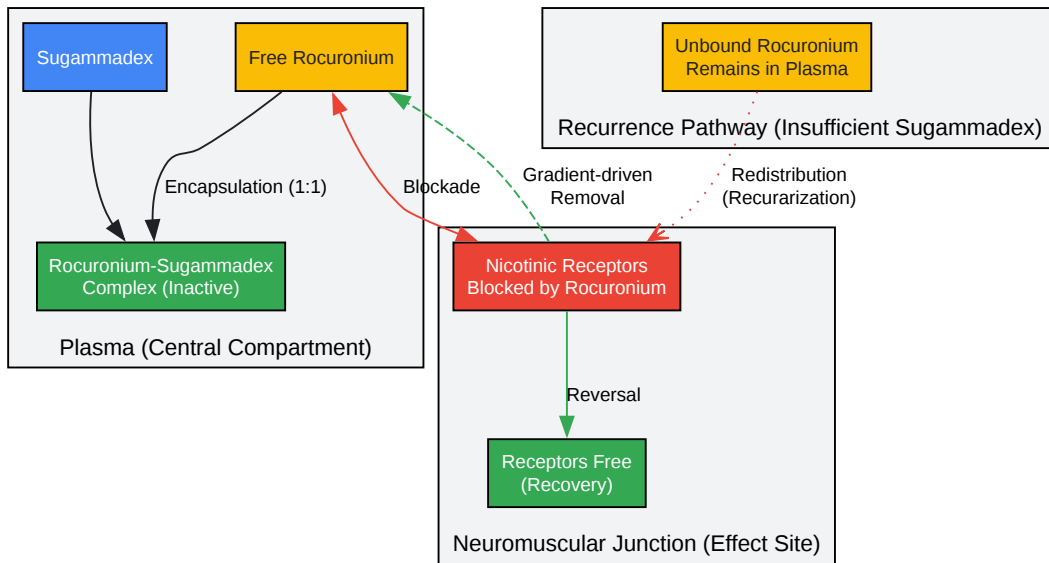 Sugammadex
Free Rocuronium
Encapsulation (1:1)
Rocuronium-Sugammadex
Complex (Inactive)
Plasma (Central Compartment)
Unbound Rocuronium
Remains in Plasma
Recurrence Pathway (Insufficient Sugammadex)
Blockade
Gradient-driven
Removal
Redistribution
(Recurarization)
Nicotinic Receptors
Blocked by Rocuronium
Reversal
Receptors Free
(Recovery)
Neuromuscular Junction (Effect Site)